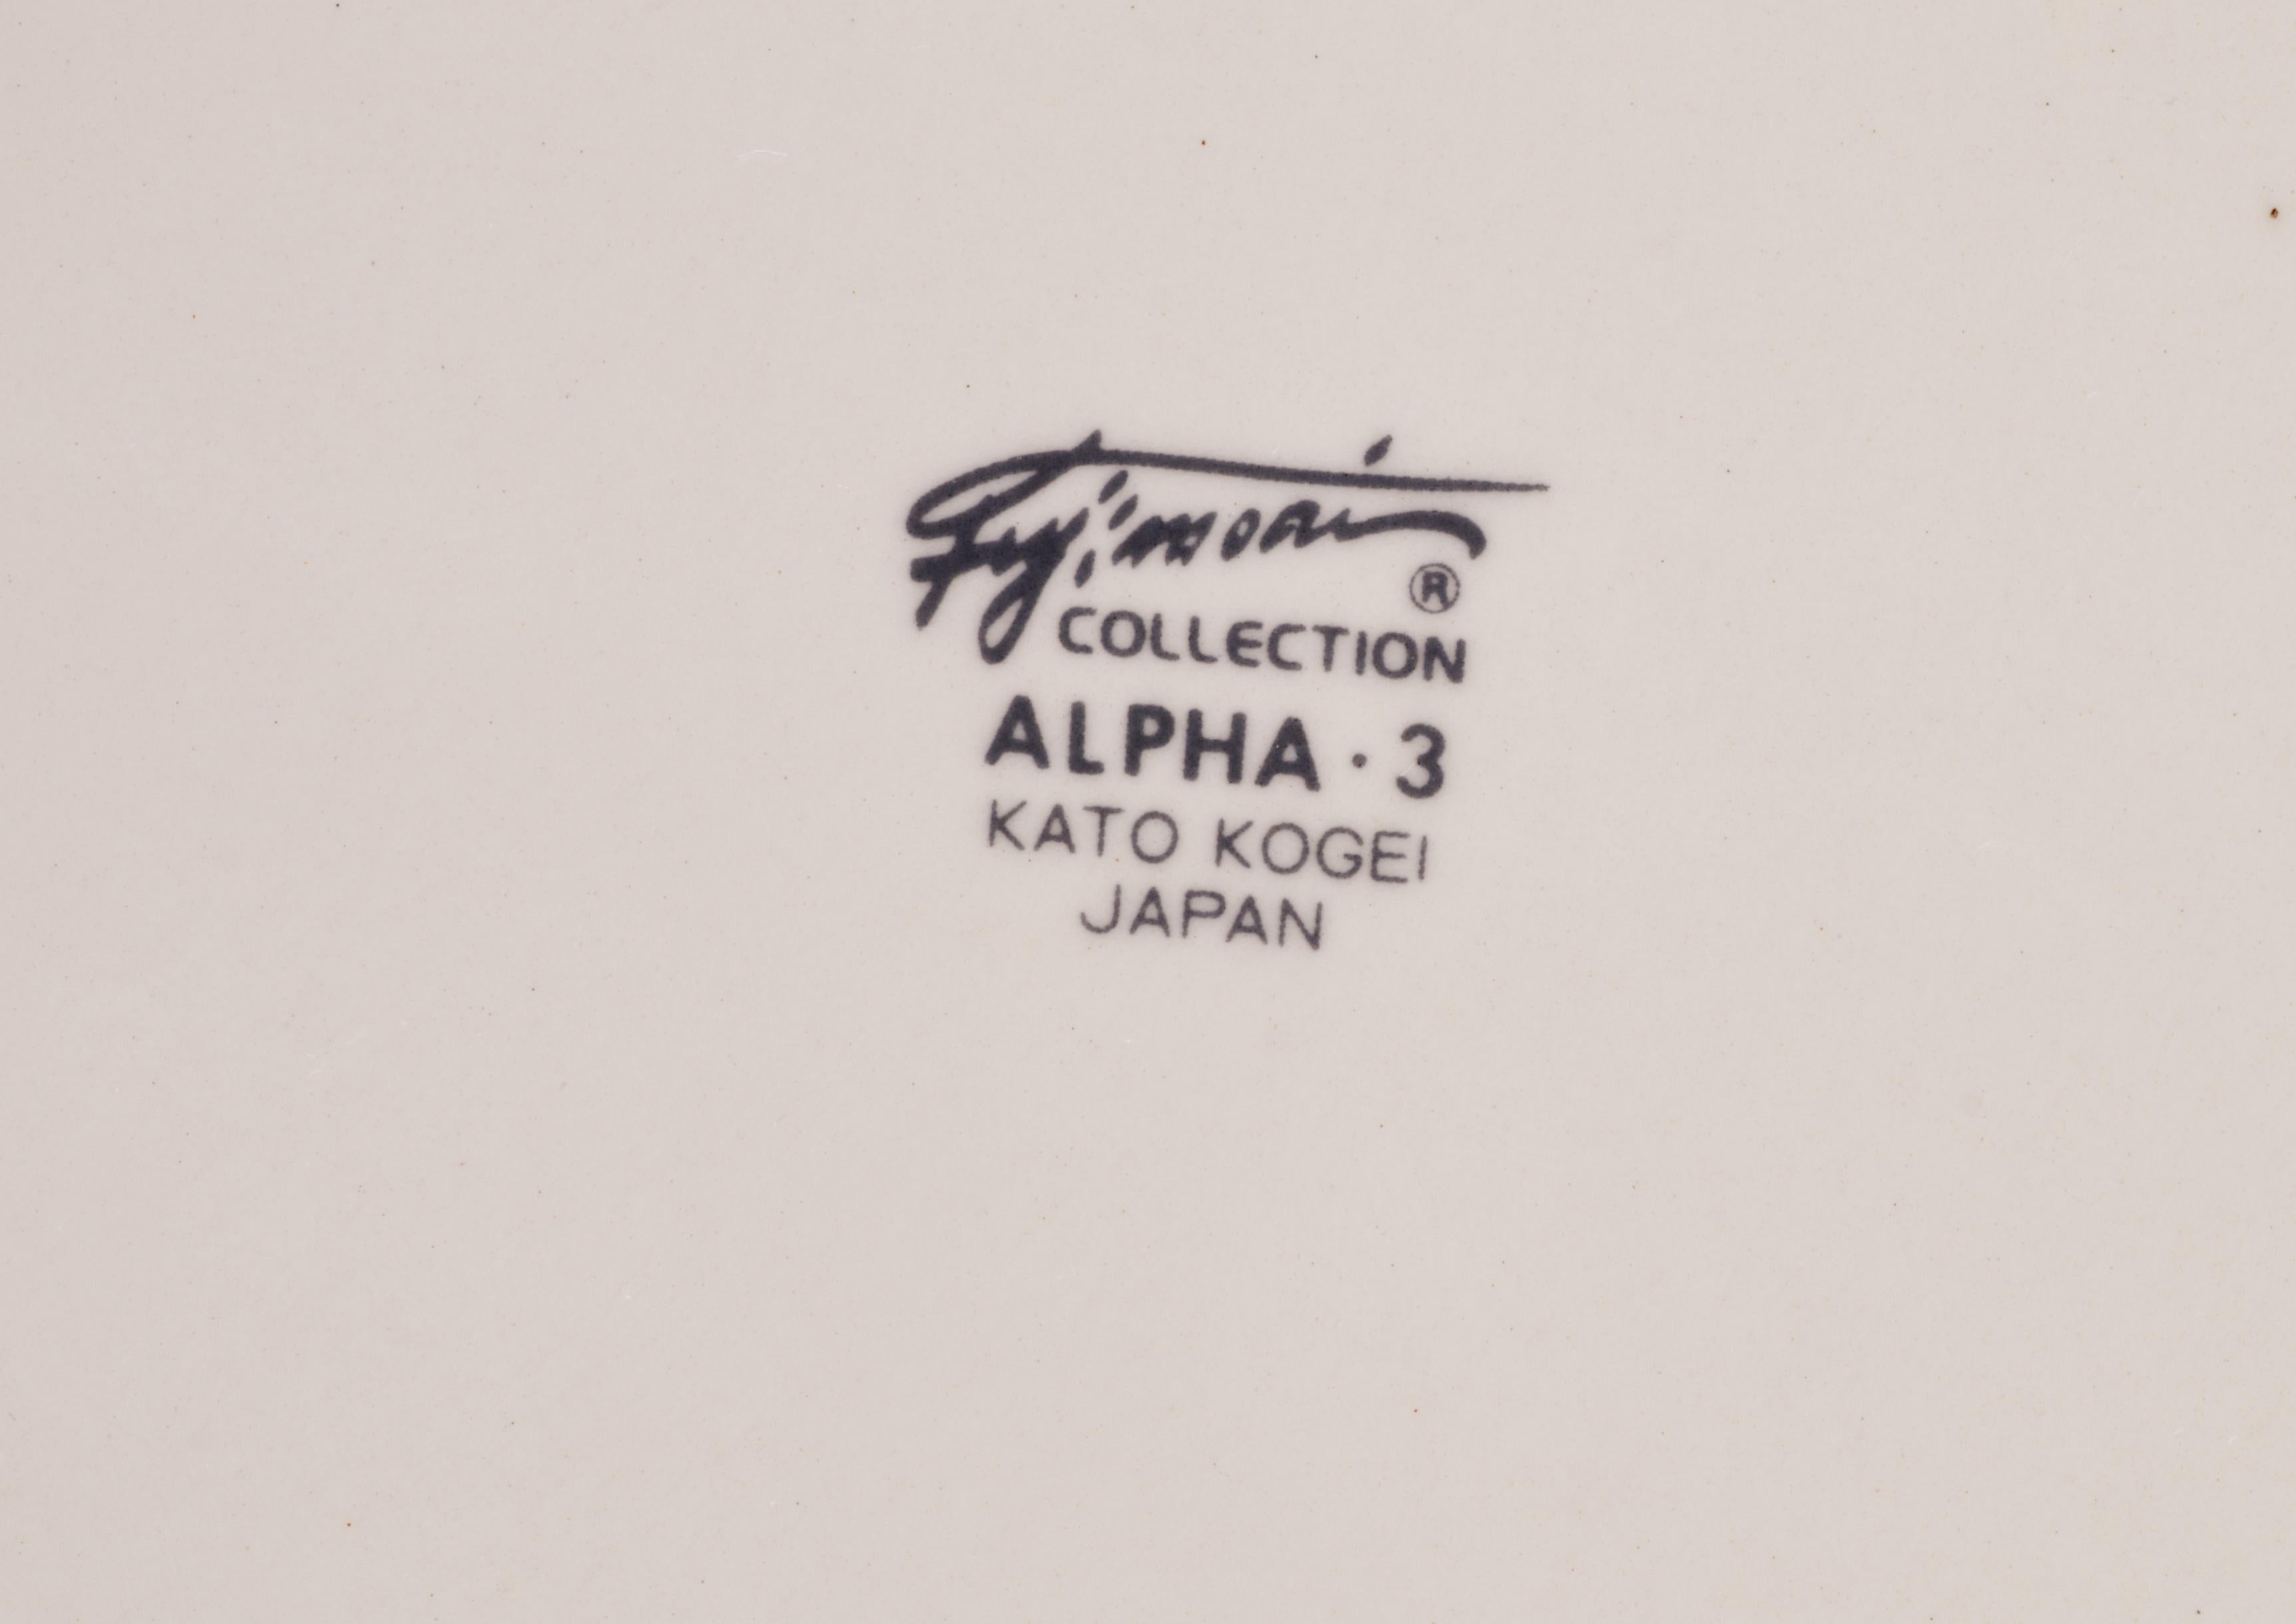 Fujimori
®
COLLECTION
ALPHA・3
KATO KOGEI
JAPAN